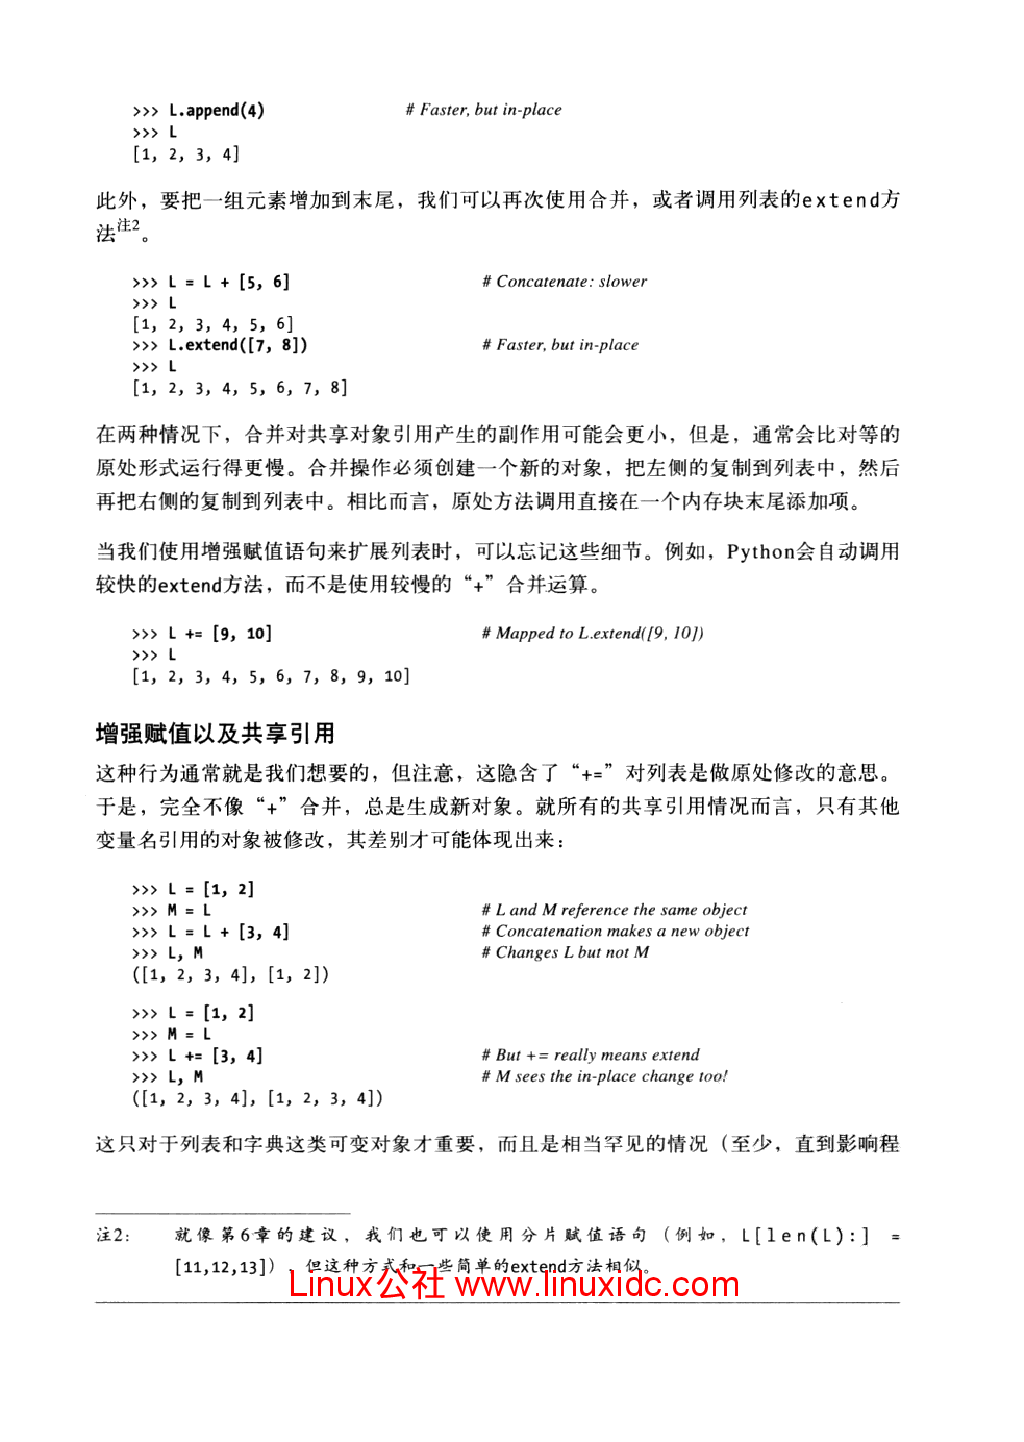 >>> L.append(4) # Faster, but in-place
>>> L
[1, 2, 3, 4]
此外，要把一组元素增加到末尾，我们可以再次使用合并，或者调用列表的extend方
法注2。
>>> L = L + [5, 6] # Concatenate: slower
>>> L
[1, 2, 3, 4, 5, 6]
>>> L.extend([7, 8]) # Faster, but in-place
>>> L
[1, 2, 3, 4, 5, 6, 7, 8]
在两种情况下，合并对共享对象引用产生的副作用可能会更小，但是，通常会比对等的
原处形式运行得更慢。合并操作必须创建一个新的对象，把左侧的复制到列表中，然后
再把右侧的复制到列表中。相比而言，原处方法调用直接在一个内存块末尾添加项。
当我们使用增强赋值语句来扩展列表时，可以忘记这些细节。例如，Python会自动调用
较快的extend方法，而不是使用较慢的“+”合并运算。
>>> L += [9, 10] # Mapped to L.extend([9, 10])
>>> L
[1, 2, 3, 4, 5, 6, 7, 8, 9, 10]
增强赋值以及共享引用
这种行为通常就是我们想要的，但注意，这隐含了“+=”对列表是做原处修改的意思。
于是，完全不像“+”合并，总是生成新对象。就所有的共享引用情况而言，只有其他
变量名引用的对象被修改，其差别才可能体现出来：
>>> L = [1, 2]
>>> M = L # L and M reference the same object
>>> L = L + [3, 4] # Concatenation makes a new object
>>> L, M # Changes L but not M
([1, 2, 3, 4], [1, 2])
>>> L = [1, 2]
>>> M = L
>>> L += [3, 4] # But += really means extend
>>> L, M # M sees the in-place change too!
([1, 2, 3, 4], [1, 2, 3, 4])
这只对于列表和字典这类可变对象才重要，而且是相当罕见的情况（至少，直到影响程
注2： 就像第6章的建议，我们也可以使用分片赋值语句（例如，L[len(L):] =
[11,12,13]），但这种方式和一些简单的extend方法相似。
Linux公社 www.linuxidc.com